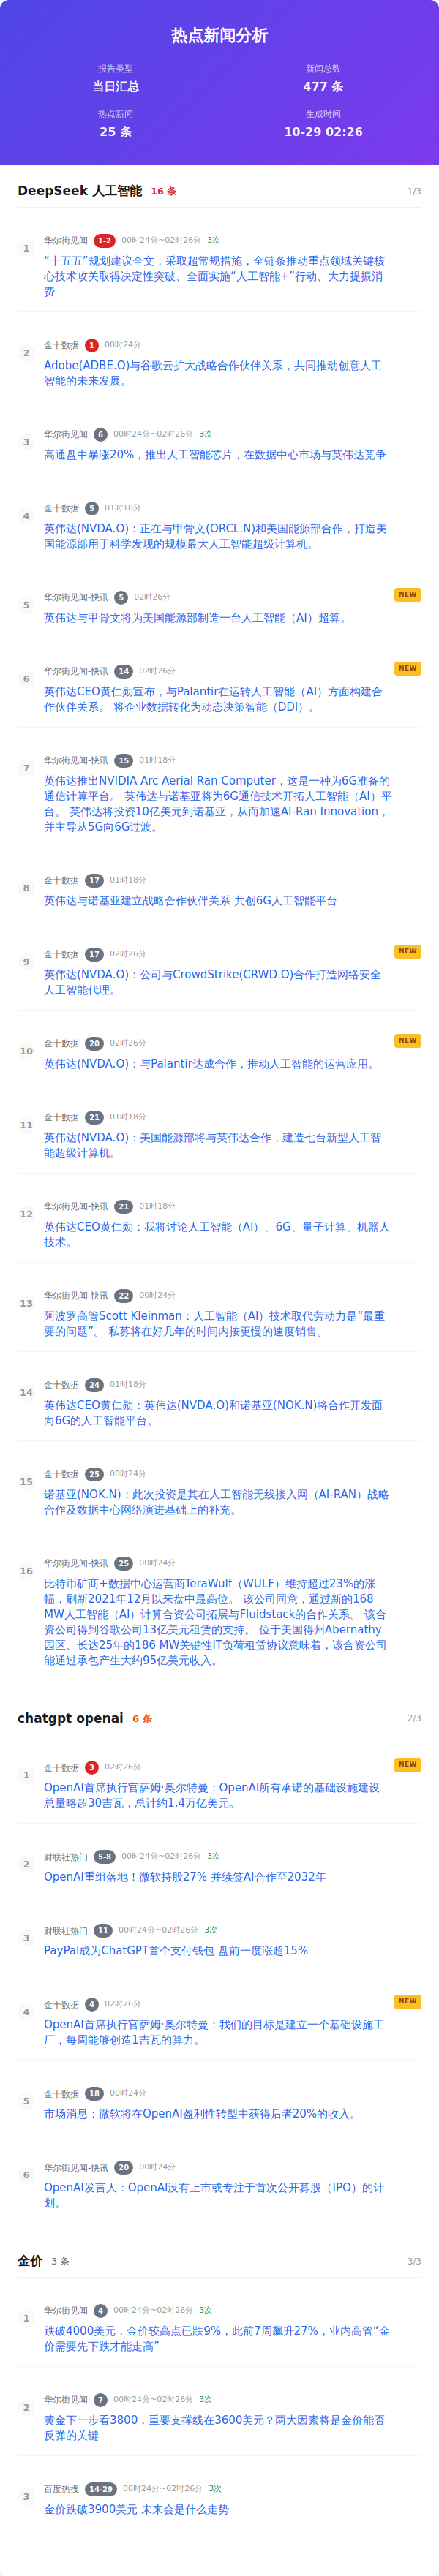 热点新闻分析
报告类型
新闻总数
当日汇总
477 条
热点新闻
生成时间
25 条
10-29 02:26
DeepSeek 人工智能 16 条 1/3
1
华尔街见闻 1-2 00时24分~02时26分 3次
“十五五”规划建议全文：采取超常规措施，全链条推动重点领域关键核
心技术攻关取得决定性突破、全面实施“人工智能+”行动、大力提振消
费
2
金十数据 1 00时24分
Adobe(ADBE.O)与谷歌云扩大战略合作伙伴关系，共同推动创意人工
智能的未来发展。
3
华尔街见闻 6 00时24分~02时26分 3次
高通盘中暴涨20%，推出人工智能芯片，在数据中心市场与英伟达竞争
4
金十数据 5 01时18分
英伟达(NVDA.O)：正在与甲骨文(ORCL.N)和美国能源部合作，打造美
国能源部用于科学发现的规模最大人工智能超级计算机。
5
华尔街见闻-快讯 5 02时26分 NEW
英伟达与甲骨文将为美国能源部制造一台人工智能（AI）超算。
6
华尔街见闻-快讯 14 02时26分 NEW
英伟达CEO黄仁勋宣布，与Palantir在运转人工智能（AI）方面构建合
作伙伴关系。 将企业数据转化为动态决策智能（DDI）。
7
华尔街见闻-快讯 15 01时18分
英伟达推出NVIDIA Arc Aerial Ran Computer，这是一种为6G准备的
通信计算平台。 英伟达与诺基亚将为6G通信技术开拓人工智能（AI）平
台。 英伟达将投资10亿美元到诺基亚，从而加速AI-Ran Innovation，
并主导从5G向6G过渡。
8
金十数据 17 01时18分
英伟达与诺基亚建立战略合作伙伴关系 共创6G人工智能平台
9
金十数据 17 02时26分 NEW
英伟达(NVDA.O)：公司与CrowdStrike(CRWD.O)合作打造网络安全
人工智能代理。
10
金十数据 20 02时26分 NEW
英伟达(NVDA.O)：与Palantir达成合作，推动人工智能的运营应用。
11
金十数据 21 01时18分
英伟达(NVDA.O)：美国能源部将与英伟达合作，建造七台新型人工智
能超级计算机。
12
华尔街见闻-快讯 21 01时18分
英伟达CEO黄仁勋：我将讨论人工智能（AI）、6G、量子计算、机器人
技术。
13
华尔街见闻-快讯 22 00时24分
阿波罗高管Scott Kleinman：人工智能（AI）技术取代劳动力是“最重
要的问题”。 私募将在好几年的时间内按更慢的速度销售。
14
金十数据 24 01时18分
英伟达CEO黄仁勋：英伟达(NVDA.O)和诺基亚(NOK.N)将合作开发面
向6G的人工智能平台。
15
金十数据 25 00时24分
诺基亚(NOK.N)：此次投资是其在人工智能无线接入网（AI-RAN）战略
合作及数据中心网络演进基础上的补充。
16
华尔街见闻-快讯 25 00时24分
比特币矿商+数据中心运营商TeraWulf（WULF）维持超过23%的涨
幅，刷新2021年12月以来盘中最高位。 该公司同意，通过新的168
MW人工智能（AI）计算合资公司拓展与Fluidstack的合作关系。 该合
资公司得到谷歌公司13亿美元租赁的支持。 位于美国得州Abernathy
园区、长达25年的186 MW关键性IT负荷租赁协议意味着，该合资公司
能通过承包产生大约95亿美元收入。
chatgpt openai 6 条 2/3
1
金十数据 3 02时26分 NEW
OpenAI首席执行官萨姆·奥尔特曼：OpenAI所有承诺的基础设施建设
总量略超30吉瓦，总计约1.4万亿美元。
2
财联社热门 5-8 00时24分~02时26分 3次
OpenAI重组落地！微软持股27% 并续签AI合作至2032年
3
财联社热门 11 00时24分~02时26分 3次
PayPal成为ChatGPT首个支付钱包 盘前一度涨超15%
4
金十数据 4 02时26分 NEW
OpenAI首席执行官萨姆·奥尔特曼：我们的目标是建立一个基础设施工
厂，每周能够创造1吉瓦的算力。
5
金十数据 18 00时24分
市场消息：微软将在OpenAI盈利性转型中获得后者20%的收入。
6
华尔街见闻-快讯 20 00时24分
OpenAI发言人：OpenAI没有上市或专注于首次公开募股（IPO）的计
划。
金价 3 条 3/3
1
华尔街见闻 4 00时24分~02时26分 3次
跌破4000美元，金价较高点已跌9%，此前7周飙升27%，业内高管“金
价需要先下跌才能走高”
2
华尔街见闻 7 00时24分~02时26分 3次
黄金下一步看3800，重要支撑线在3600美元？两大因素将是金价能否
反弹的关键
3
百度热搜 14-29 00时24分~02时26分 3次
金价跌破3900美元 未来会是什么走势